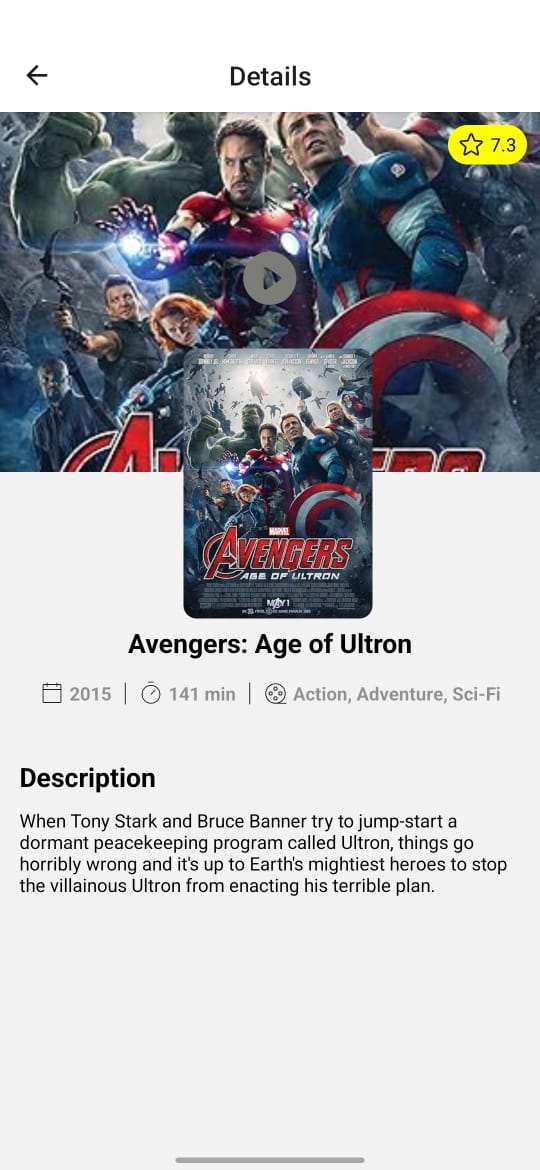 Details
7.3
MARVEL
AVENGERS
AGE OF ULTRON
MAY 1
Avengers: Age of Ultron
2015 | 141 min | Action, Adventure, Sci-Fi
Description
When Tony Stark and Bruce Banner try to jump-start a
dormant peacekeeping program called Ultron, things go
horribly wrong and it's up to Earth's mightiest heroes to stop
the villainous Ultron from enacting his terrible plan.